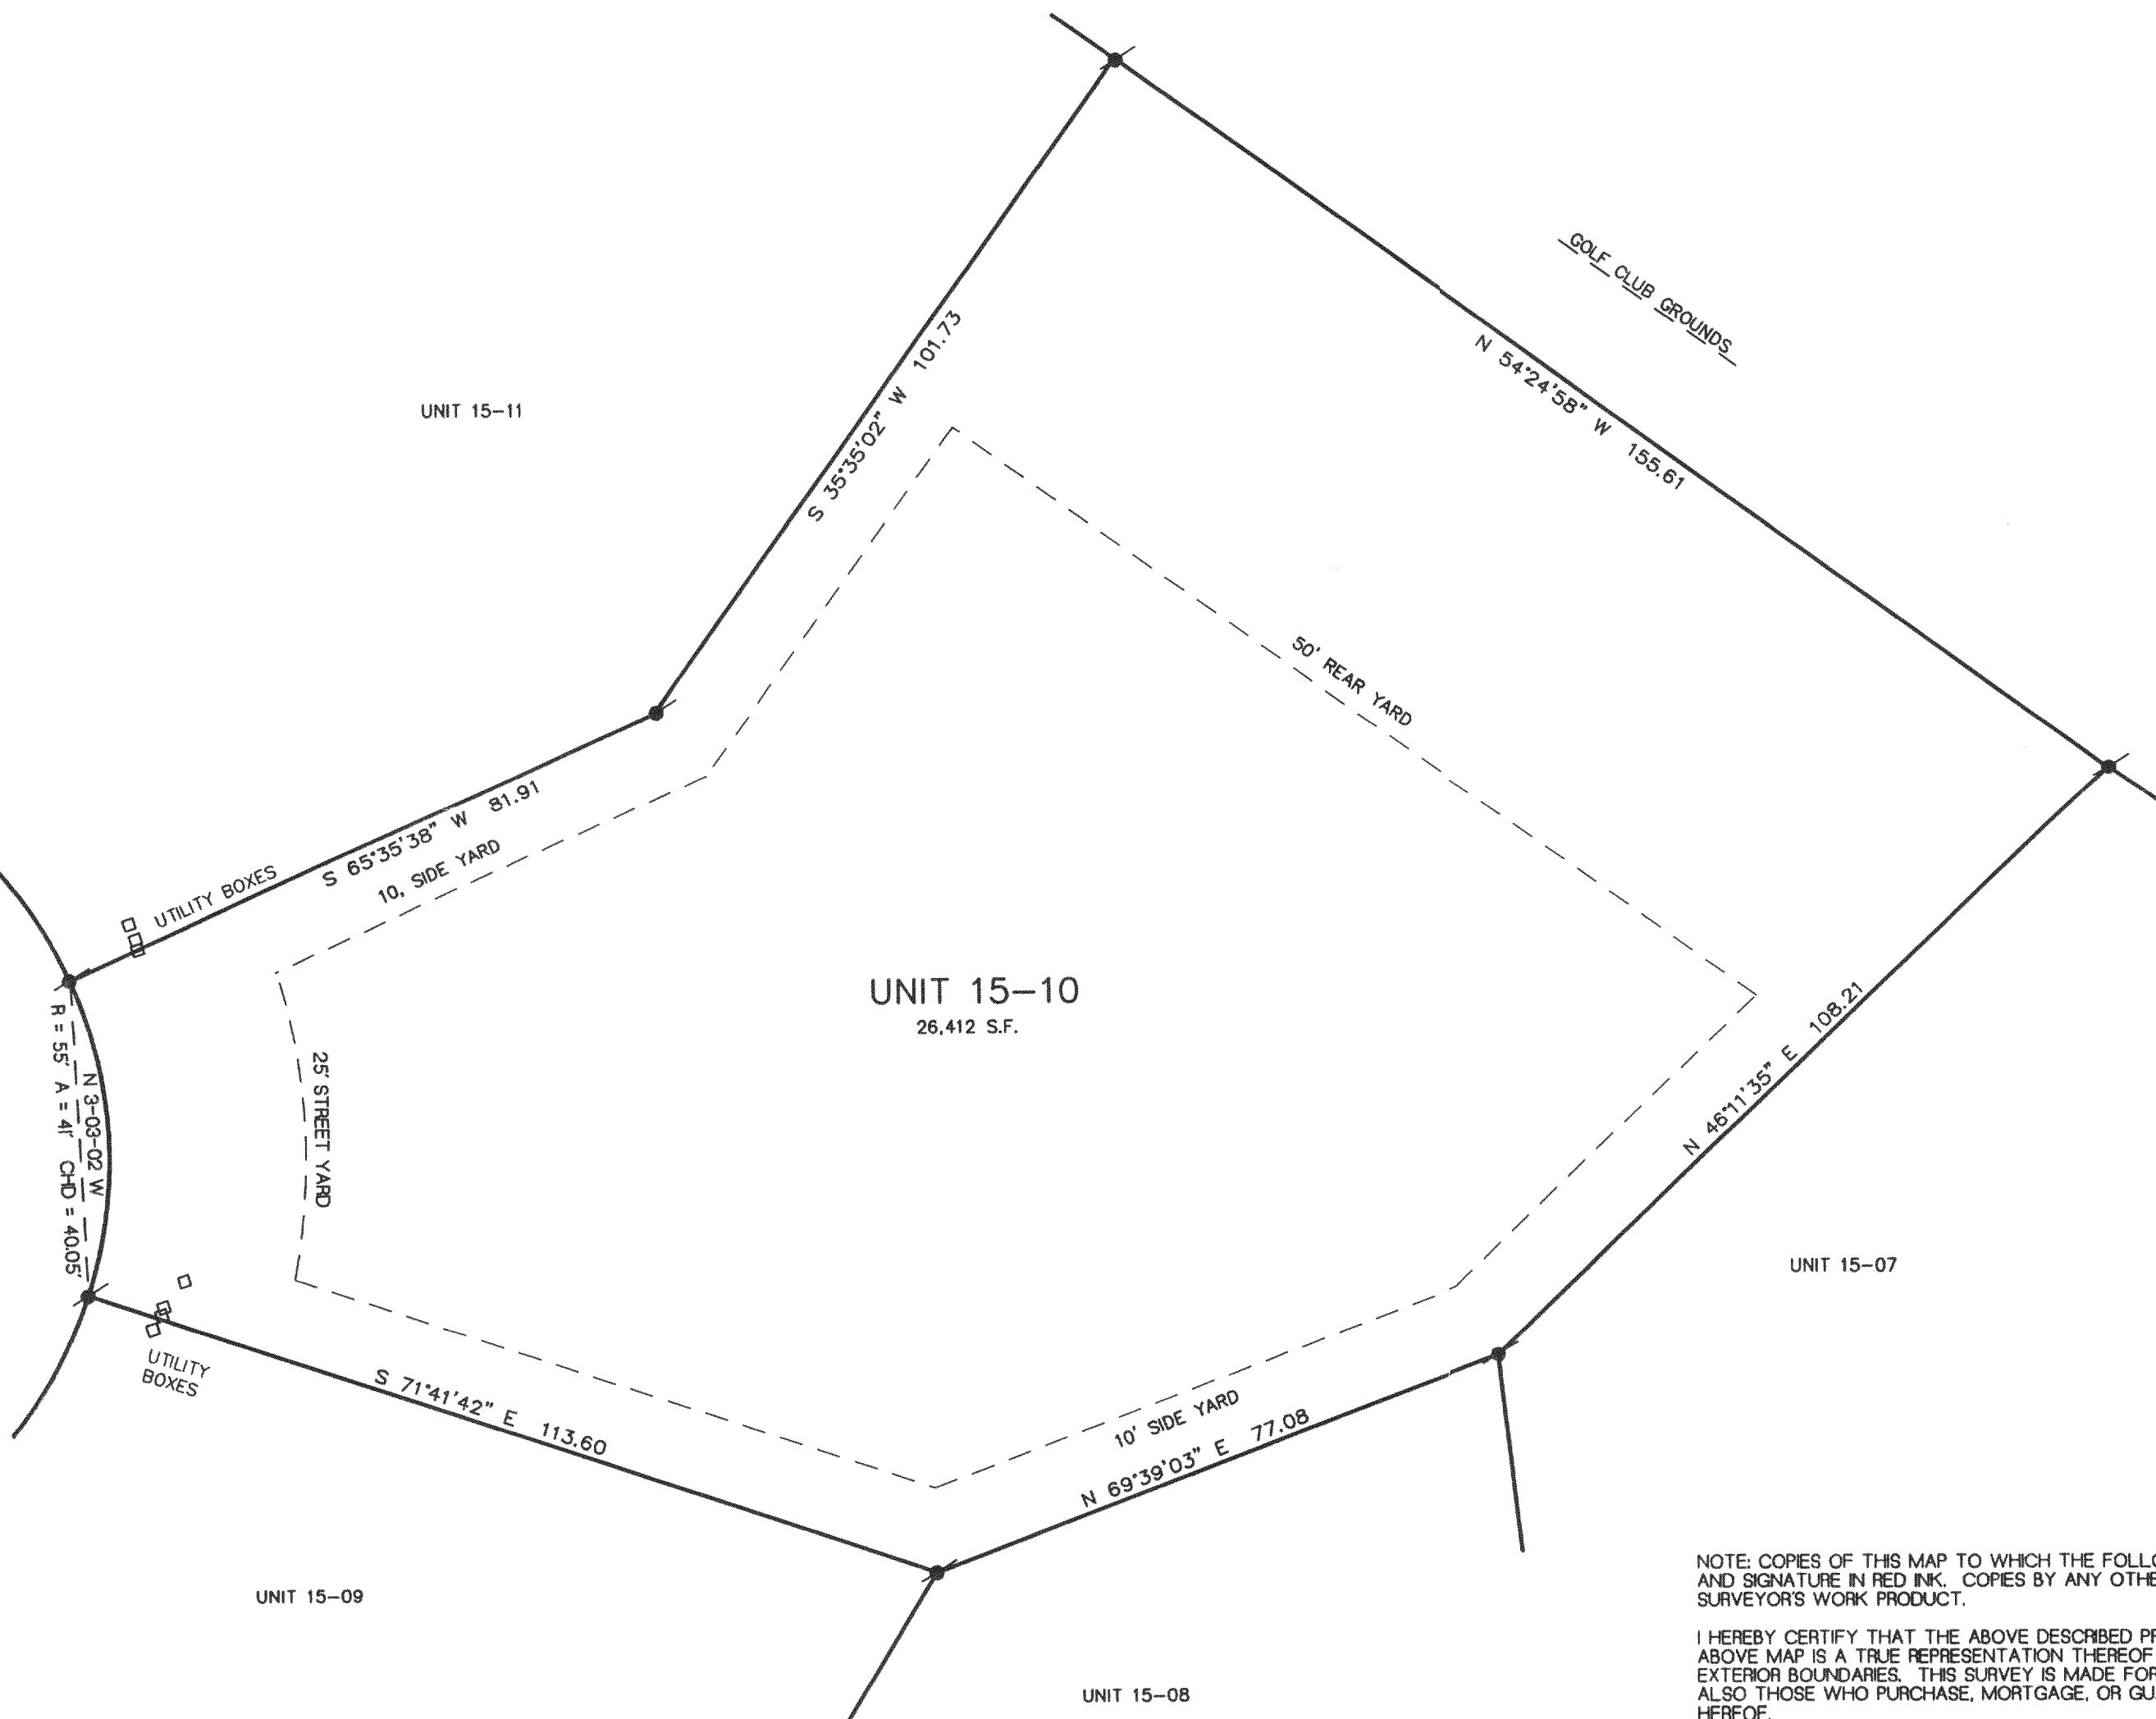 GOLF CLUB GROUNDS
N 54°24'58" W 155.61
S 35°35'02" W 101.73
UNIT 15-11
50' REAR YARD
S 65°35'38" W 81.91
10, SIDE YARD
UTILITY BOXES
UNIT 15-10
26,412 S.F.
N 46°11'35" E 108.21
N 3-03-02 W
R = 55' A = 41' CHD = 40.05'
25' STREET YARD
UNIT 15-07
UTILITY
BOXES
S 71°41'42" E 113.60
10' SIDE YARD
N 69°39'03" E 77.08
UNIT 15-09
UNIT 15-08
NOTE: COPIES OF THIS MAP TO WHICH THE FOLLO
AND SIGNATURE IN RED INK. COPIES BY ANY OTHE
SURVEYOR'S WORK PRODUCT.
I HEREBY CERTIFY THAT THE ABOVE DESCRIBED PR
ABOVE MAP IS A TRUE REPRESENTATION THEREOF
EXTERIOR BOUNDARIES. THIS SURVEY IS MADE FOR
ALSO THOSE WHO PURCHASE, MORTGAGE, OR GU
HEREOF.